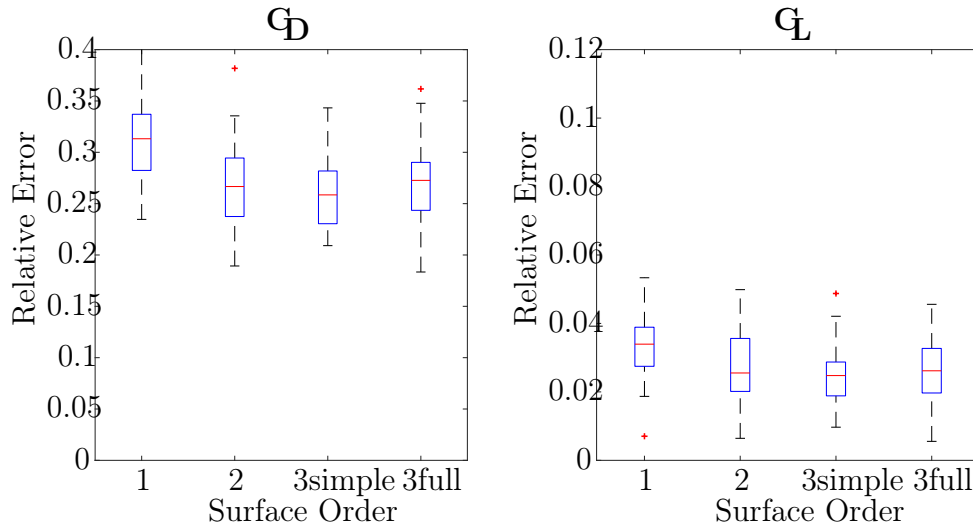 C_D
0.4
0.35
0.3
0.25
0.2
0.15
0.1
0.05
0
Relative Error
1 2 3simple 3full
Surface Order
C_L
0.12
0.1
0.08
0.06
0.04
0.02
0
Relative Error
1 2 3simple 3full
Surface Order